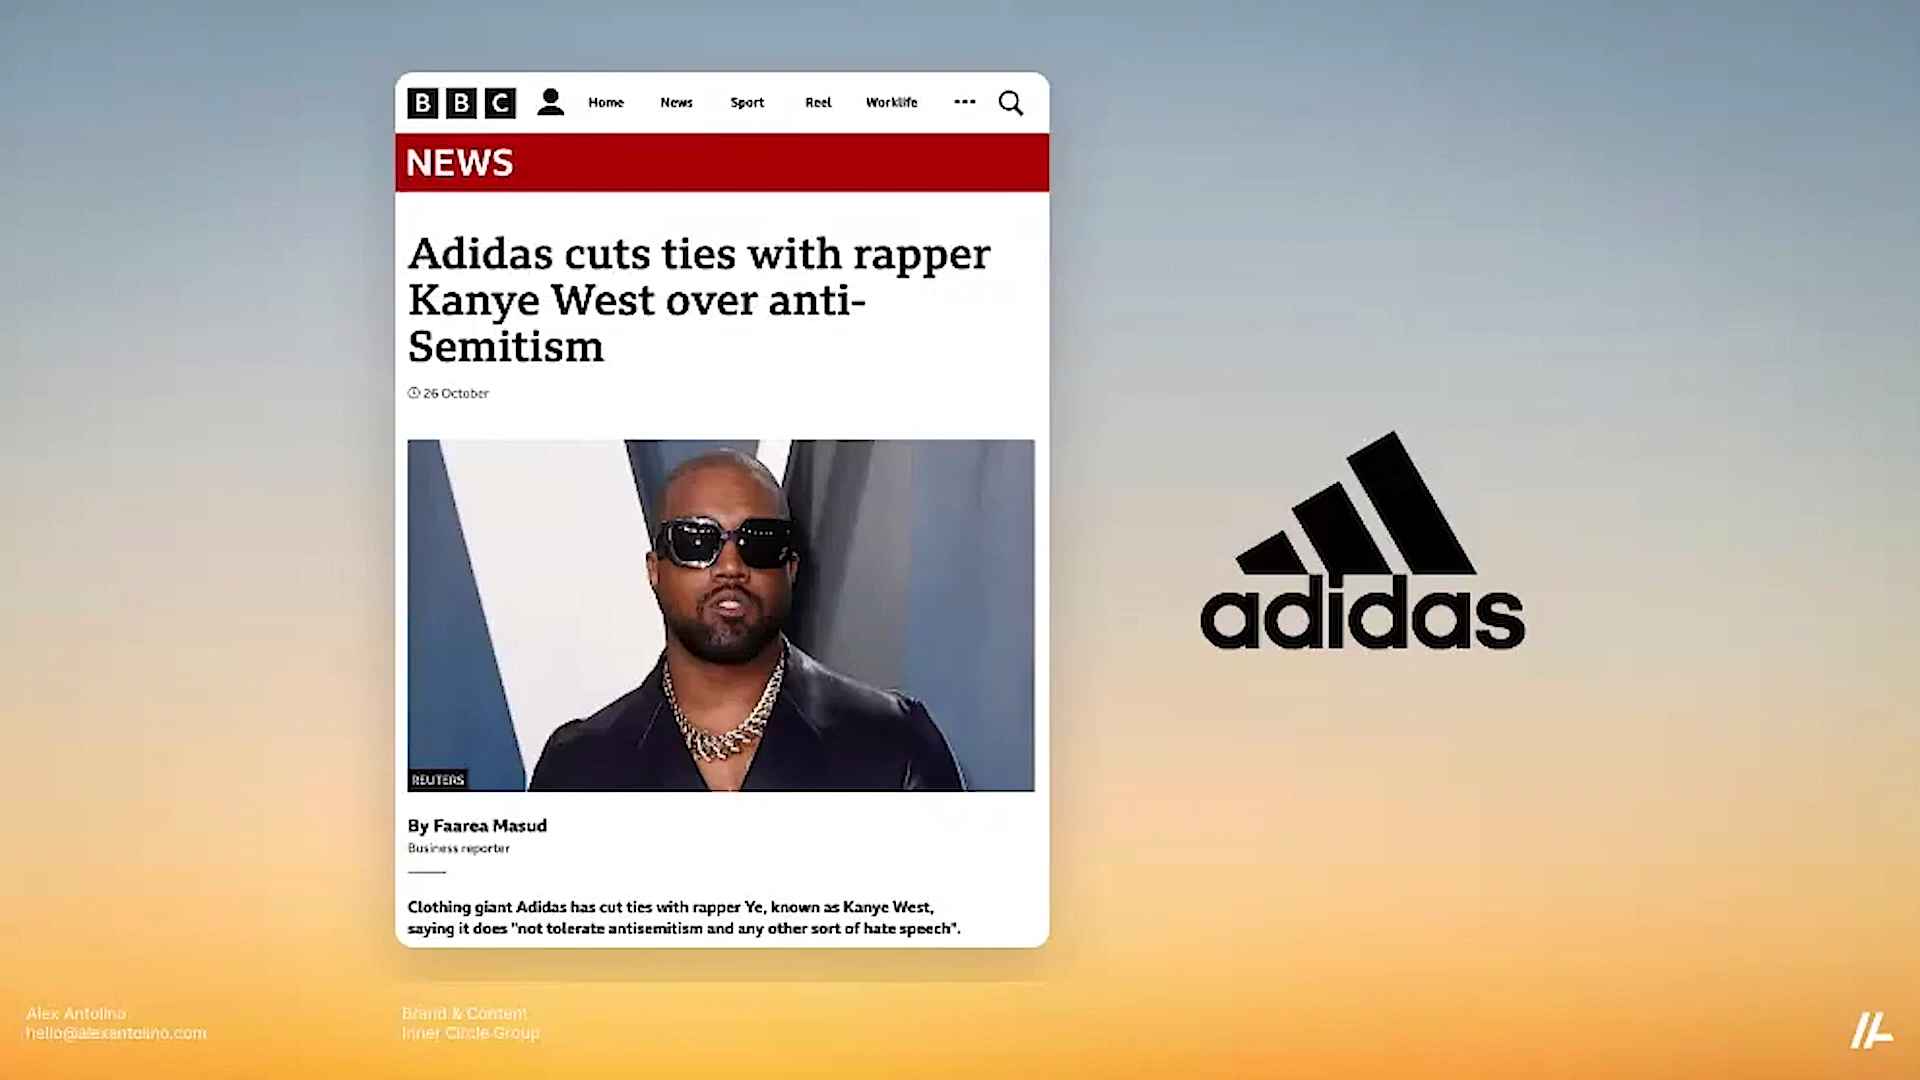 BBC
Home News Sport Reel Worklife
NEWS
Adidas cuts ties with rapper
Kanye West over anti-
Semitism
26 October
REUTERS
By Faarea Masud
Business reporter
Clothing giant Adidas has cut ties with rapper Ye, known as Kanye West,
saying it does "not tolerate antisemitism and any other sort of hate speech".
adidas
Alex Antolino
hello@alexantolino.com
Brand & Content
Inner Circle Group